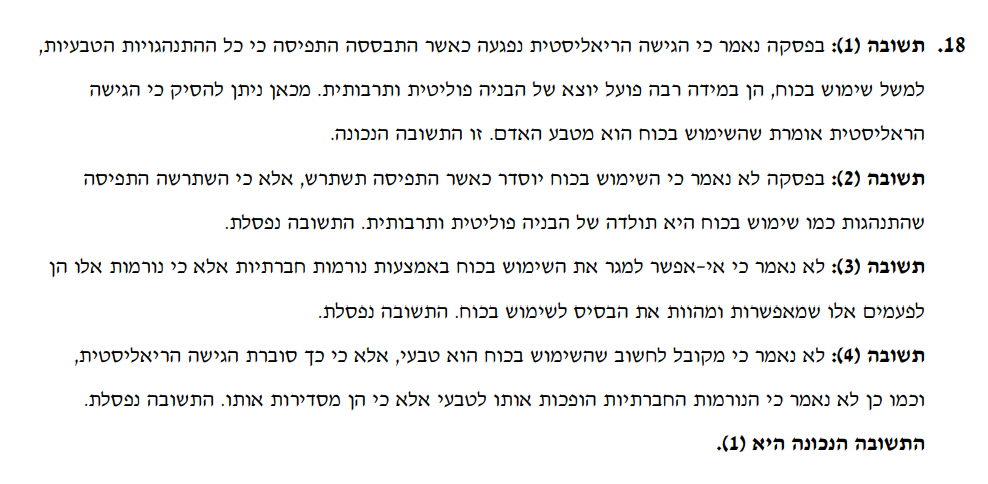 18. תשובה (1): בפסקה נאמר כי הגישה הריאליסטית נפגעה כאשר התבססה התפיסה כי כל ההתנהגויות הטבעיות,
למשל שימוש בכוח, הן במידה רבה פועל יוצא של הבניה פוליטית ותרבותית. מכאן ניתן להסיק כי הגישה
הראליסטית אומרת שהשימוש בכוח הוא מטבע האדם. זו התשובה הנכונה.
תשובה (2): בפסקה לא נאמר כי השימוש בכוח יוסדר כאשר התפיסה תשתרש, אלא כי השתרשה התפיסה
שהתנהגות כמו שימוש בכוח היא תולדה של הבניה פוליטית ותרבותית. התשובה נפסלת.
תשובה (3): לא נאמר כי אי-אפשר למגר את השימוש בכוח באמצעות נורמות חברתיות אלא כי נורמות אלו הן
לפעמים אלו שמאפשרות ומהוות את הבסיס לשימוש בכוח. התשובה נפסלת.
תשובה (4): לא נאמר כי מקובל לחשוב שהשימוש בכוח הוא טבעי, אלא כי כך סוברת הגישה הריאליסטית,
וכמו כן לא נאמר כי הנורמות החברתיות הופכות אותו לטבעי אלא כי הן מסדירות אותו. התשובה נפסלת.
התשובה הנכונה היא (1).